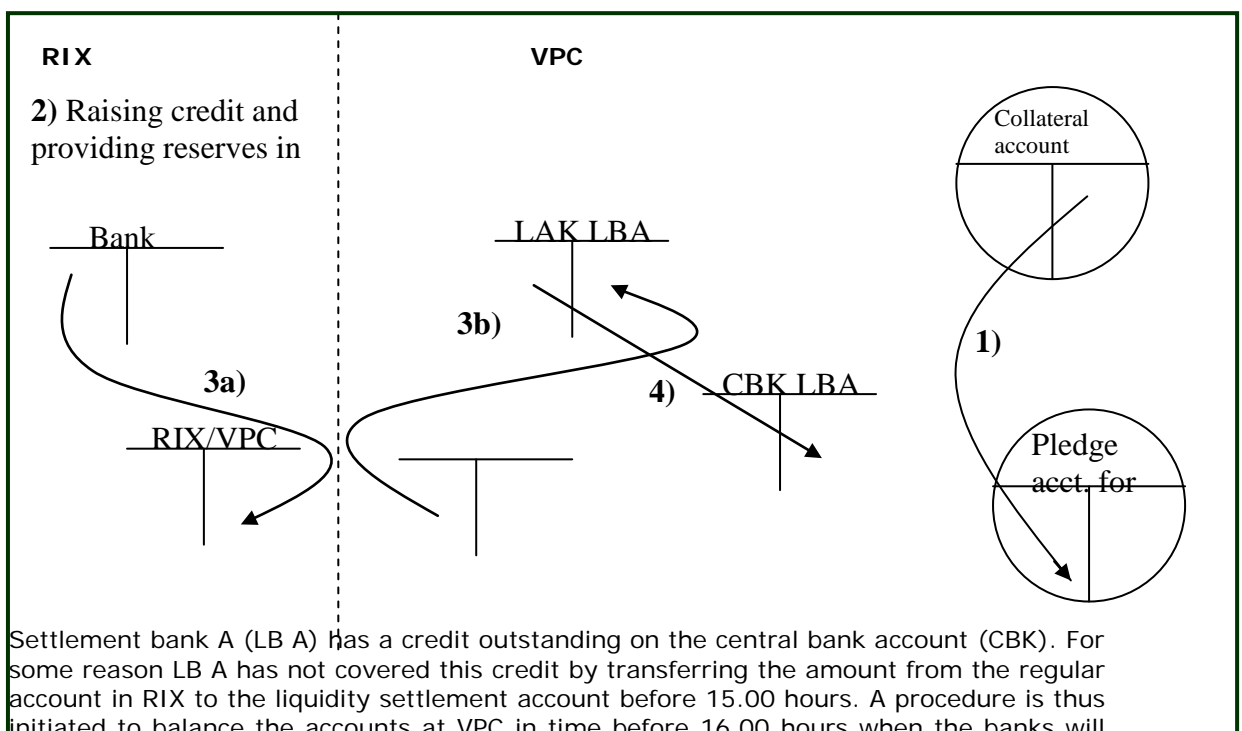 RIX
VPC
2) Raising credit and
providing reserves in
Collateral
account
Bank
LAK LBA
3b)
1)
3a)
4)
CBK LBA
RIX/VPC
Pledge
acct. for
Settlement bank A (LB A) has a credit outstanding on the central bank account (CBK). For
some reason LB A has not covered this credit by transferring the amount from the regular
account in RIX to the liquidity settlement account before 15.00 hours. A procedure is thus
initiated to balance the accounts at VPC in time before 16.00 hours when the banks will